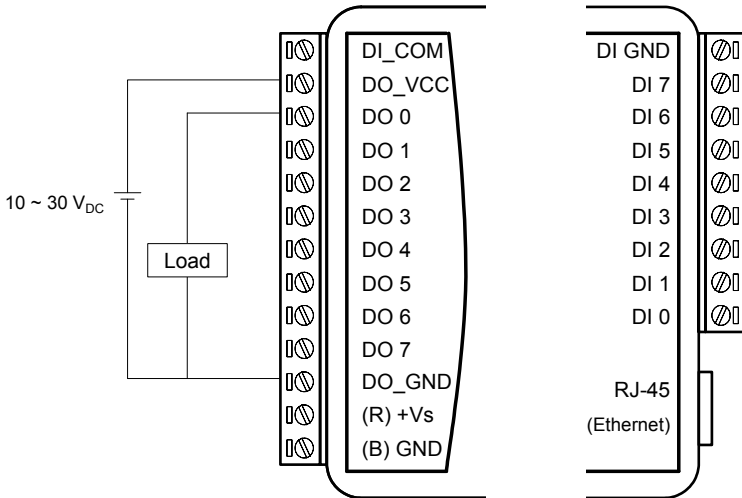 DI_COM
DO_VCC
DO 0
DO 1
DO 2
DO 3
DO 4
DO 5
DO 6
DO 7
DO_GND
(R) +Vs
(B) GND
10 ~ 30 VDC
Load
DI GND
DI 7
DI 6
DI 5
DI 4
DI 3
DI 2
DI 1
DI 0
RJ-45
(Ethernet)